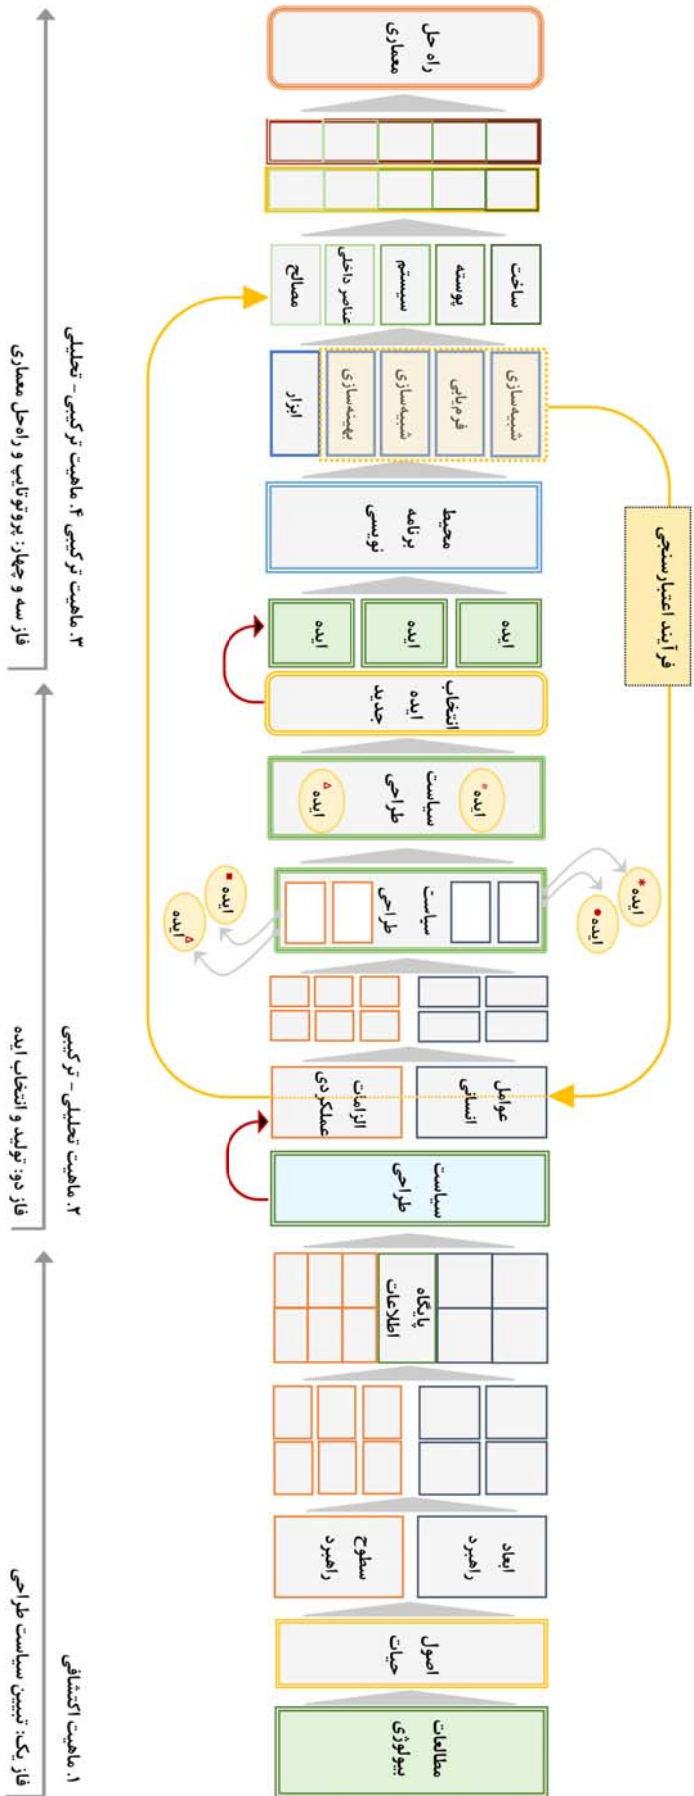 مطالعات
بیولوژی
اصول
حیات
ابعاد
راهبرد
سطوح
راهبرد
پایگاه
اطلاعات
سیاست
طراحی
عوامل
انسانی
الزامات
عملکردی
سیاست
طراحی
ایده *
ایده ●
ایده ■
ایده △
ایده *
سیاست
طراحی
ایده △
انتخاب
ایده
جدید
ایده
ایده
ایده
محیط
برنامه
نویسی
شبیه‌سازی
فرم‌یابی
شبیه‌سازی
بهینه‌سازی
ابزار
ساخت
پوسته
سیستم
عناصر داخلی
مصالح
راه حل
معماری
فرآیند اعتبارسنجی
۱. ماهیت اکتشافی
فاز یک: تبیین سیاست طراحی
۲. ماهیت تحلیلی - ترکیبی
فاز دو: تولید و انتخاب ایده
۳. ماهیت ترکیبی ۴. ماهیت ترکیبی - تحلیلی
فاز سه و چهار: پروتوتایپ و راه‌حل معماری